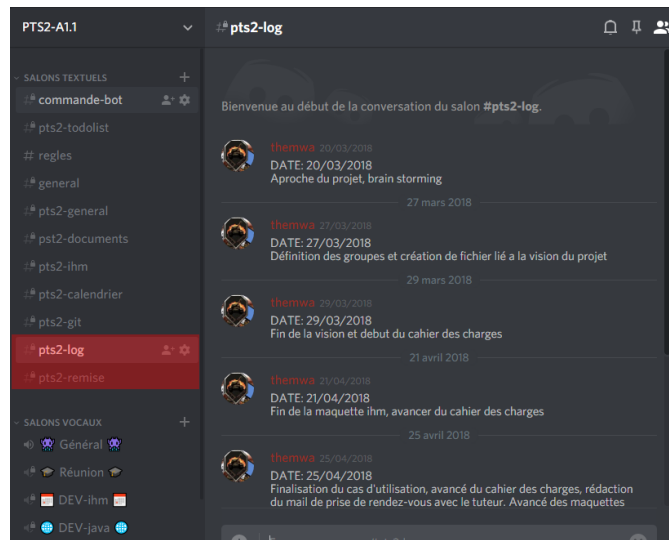 PTS2-A1.1
SALONS TEXTUELS
commande-bot
pts2-todolist
# regles
general
pts2-general
pst2-documents
pts2-ihm
pts2-calendrier
pts2-git
pts2-log
pts2-remise
SALONS VOCAUX
Général
Réunion
DEV-ihm
DEV-java
pts2-log
Bienvenue au début de la conversation du salon #pts2-log.
themwa 20/03/2018
DATE: 20/03/2018
Aproche du projet, brain storming
27 mars 2018
themwa 27/03/2018
DATE: 27/03/2018
Définition des groupes et création de fichier lié a la vision du projet
29 mars 2018
themwa 29/03/2018
DATE: 29/03/2018
Fin de la vision et debut du cahier des charges
21 avril 2018
themwa 21/04/2018
DATE: 21/04/2018
Fin de la maquette ihm, avancer du cahier des charges
25 avril 2018
themwa 25/04/2018
DATE: 25/04/2018
Finalisation du cas d'utilisation, avancé du cahier des charges, rédaction
du mail de prise de rendez-vous avec le tuteur. Avancé des maquettes